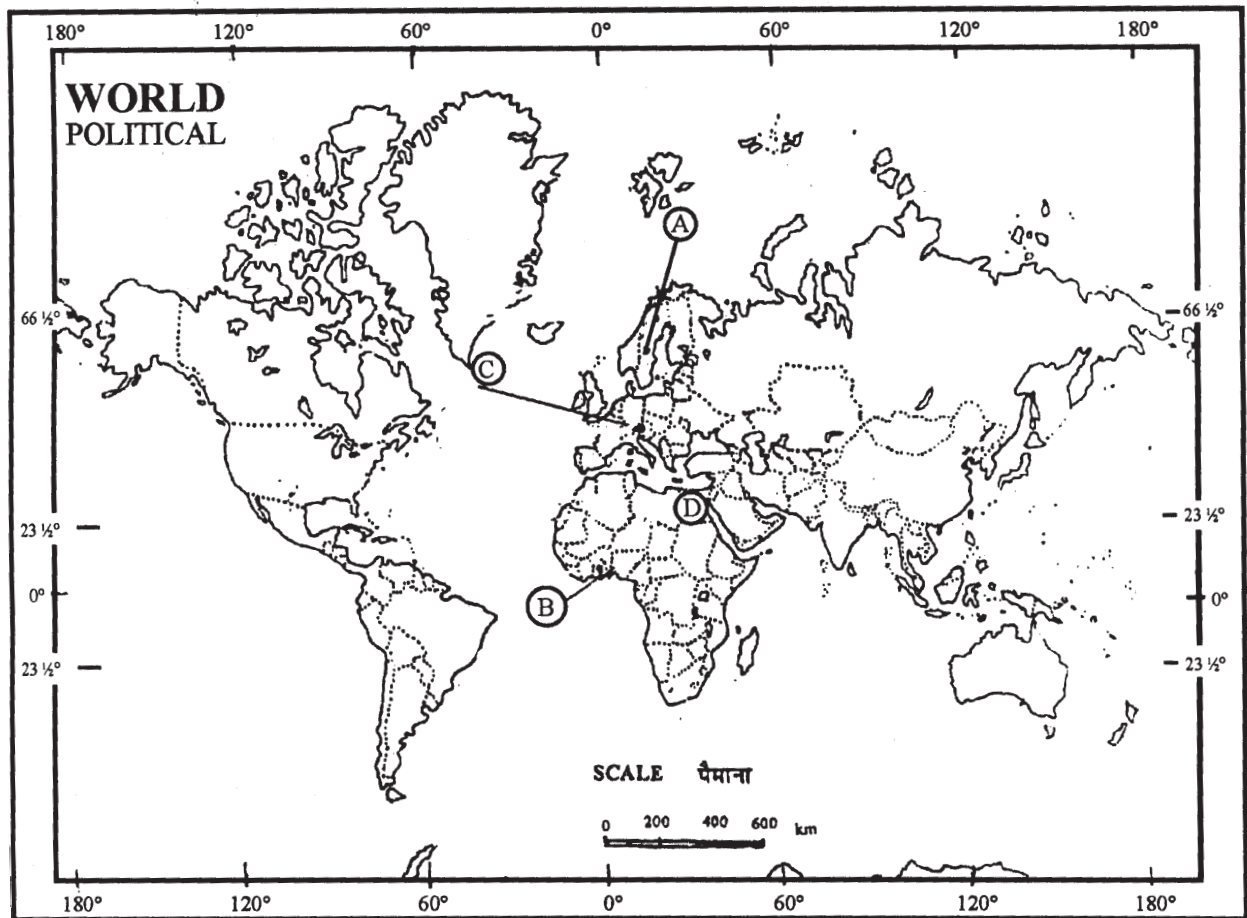 180° 120° 60° 0° 60° 120° 180°
WORLD
POLITICAL
A
66 ½° 66 ½°
C
D
23 ½° 23 ½°
B
0° 0°
23 ½° 23 ½°
SCALE पैमाना
0 200 400 600 km
180° 120° 60° 0° 60° 120° 180°